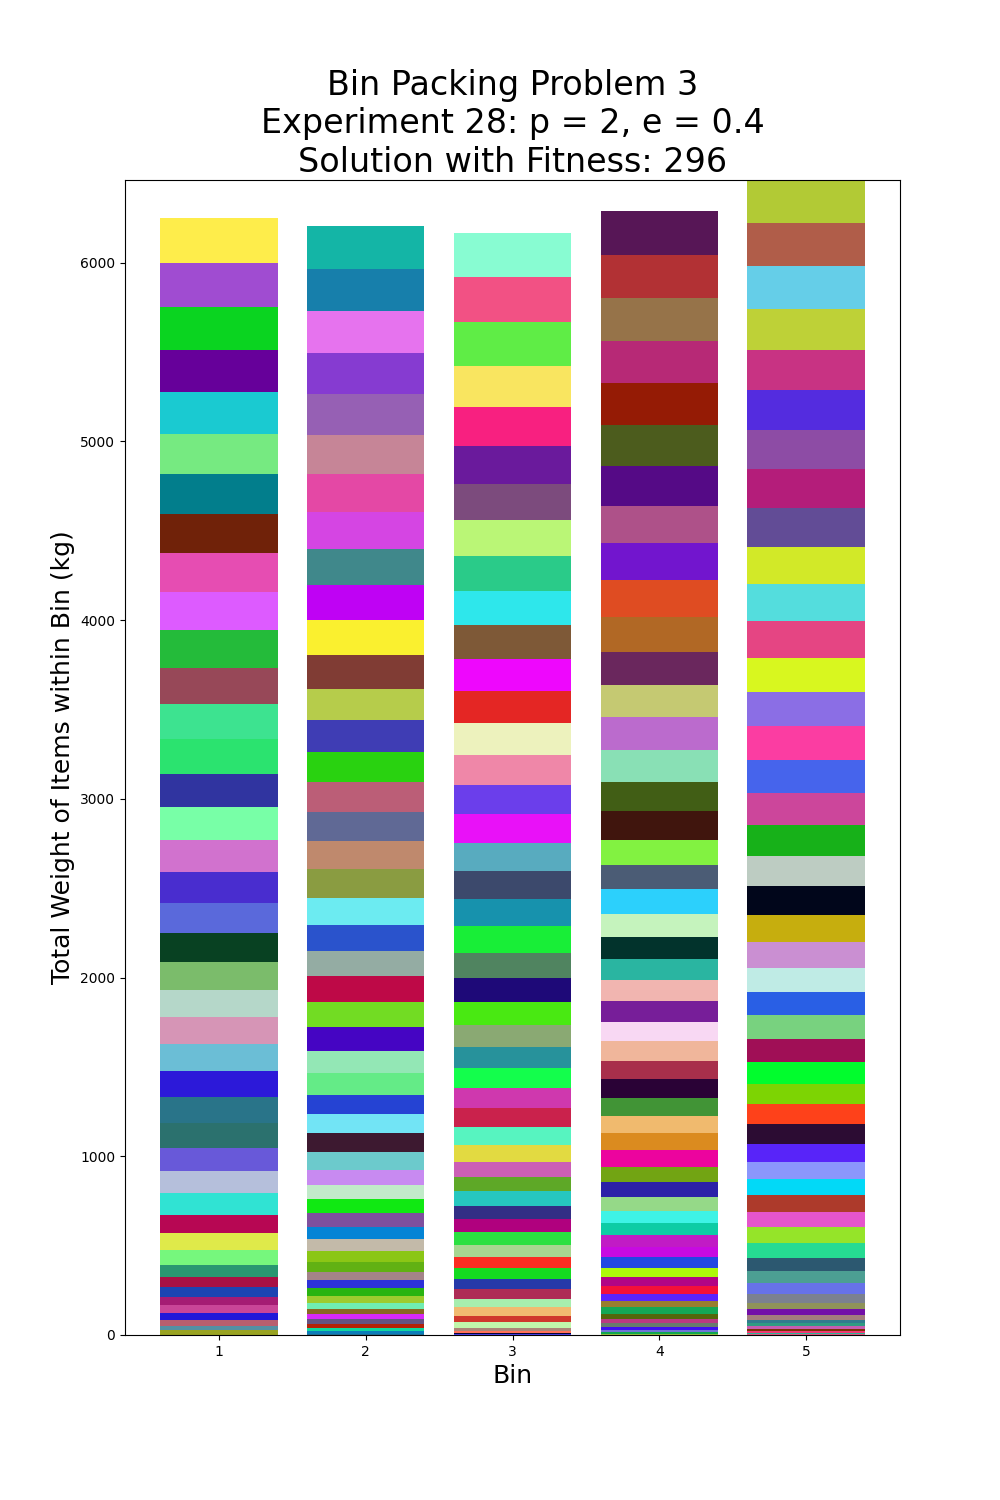 Bin Packing Problem 3
Experiment 28: p = 2, e = 0.4
Solution with Fitness: 296
Total Weight of Items within Bin (kg)
6000
5000
4000
3000
2000
1000
0
1 2 3 4 5
Bin